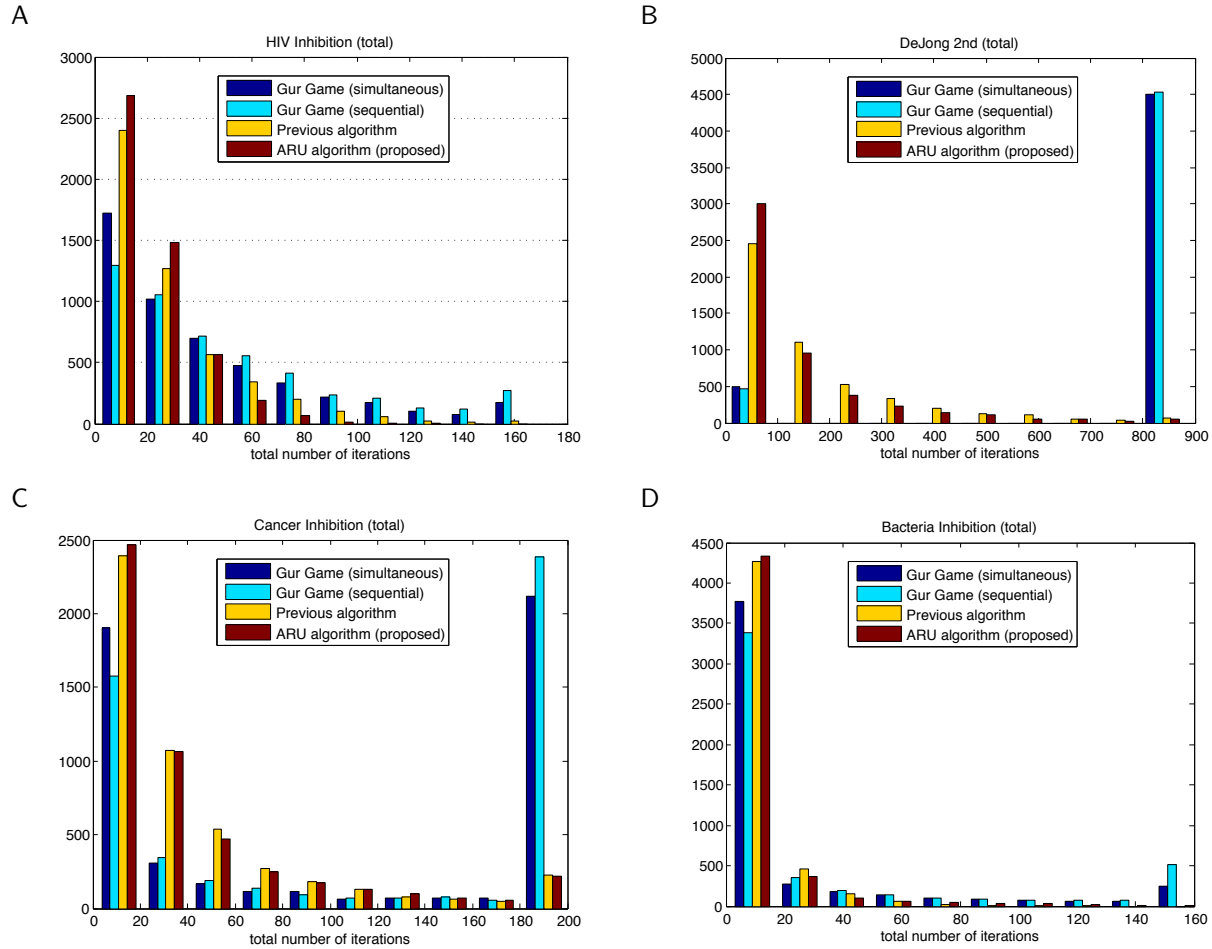 A
HIV Inhibition (total)
3000
2500
2000
1500
1000
500
0
Gur Game (simultaneous)
Gur Game (sequential)
Previous algorithm
ARU algorithm (proposed)
0 20 40 60 80 100 120 140 160 180
total number of iterations
B
DeJong 2nd (total)
5000
4500
4000
3500
3000
2500
2000
1500
1000
500
0
Gur Game (simultaneous)
Gur Game (sequential)
Previous algorithm
ARU algorithm (proposed)
0 100 200 300 400 500 600 700 800 900
total number of iterations
C
Cancer Inhibition (total)
2500
2000
1500
1000
500
0
Gur Game (simultaneous)
Gur Game (sequential)
Previous algorithm
ARU algorithm (proposed)
0 20 40 60 80 100 120 140 160 180 200
total number of iterations
D
Bacteria Inhibition (total)
4500
4000
3500
3000
2500
2000
1500
1000
500
0
Gur Game (simultaneous)
Gur Game (sequential)
Previous algorithm
ARU algorithm (proposed)
0 20 40 60 80 100 120 140 160
total number of iterations